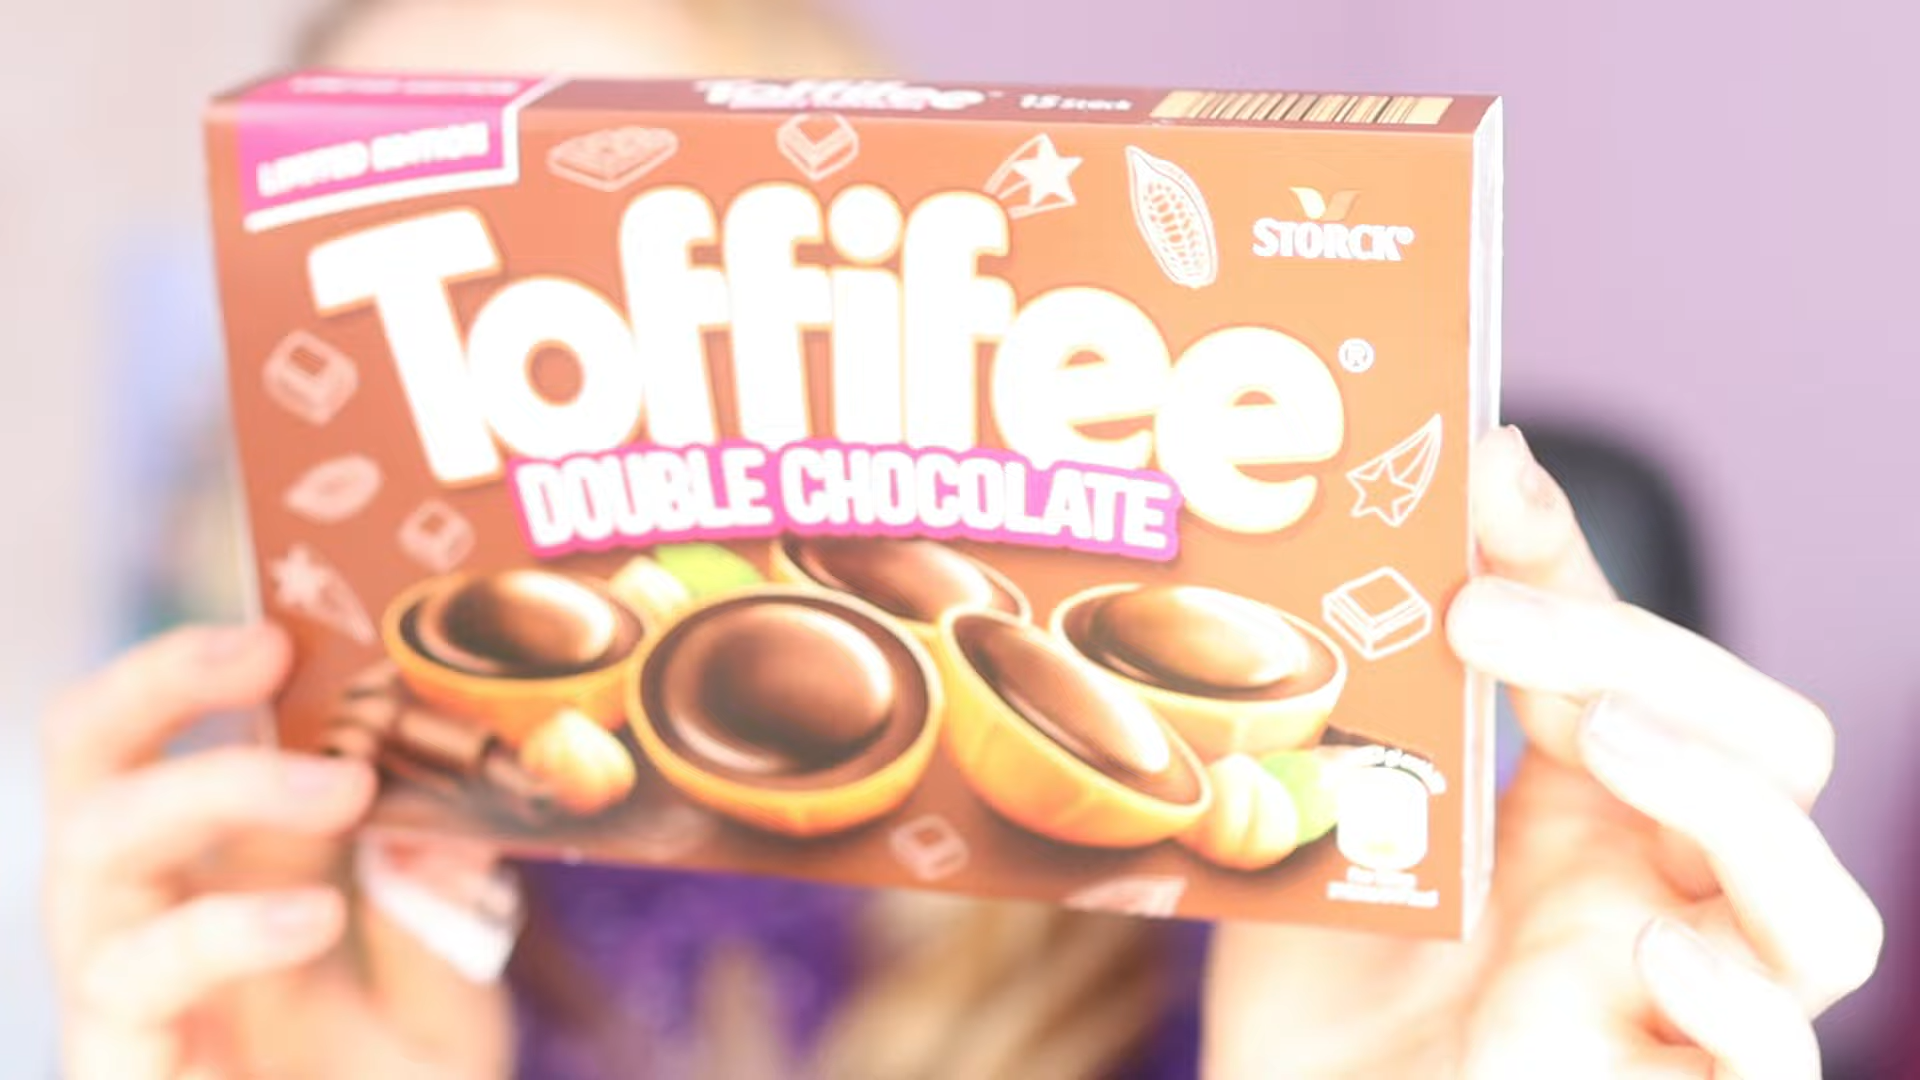 Toffifee 15 Stück
LIMITED EDITION
STORCK®
Toffifee®
DOUBLE CHOCOLATE